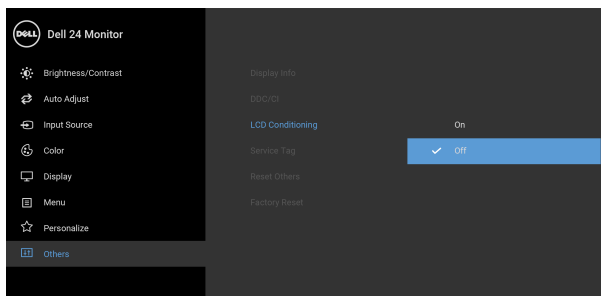 DELL Dell 24 Monitor
Brightness/Contrast
Display Info
Auto Adjust
DDC/CI
Input Source
LCD Conditioning
On
Color
Service Tag
Off
Display
Reset Others
Menu
Factory Reset
Personalize
Others